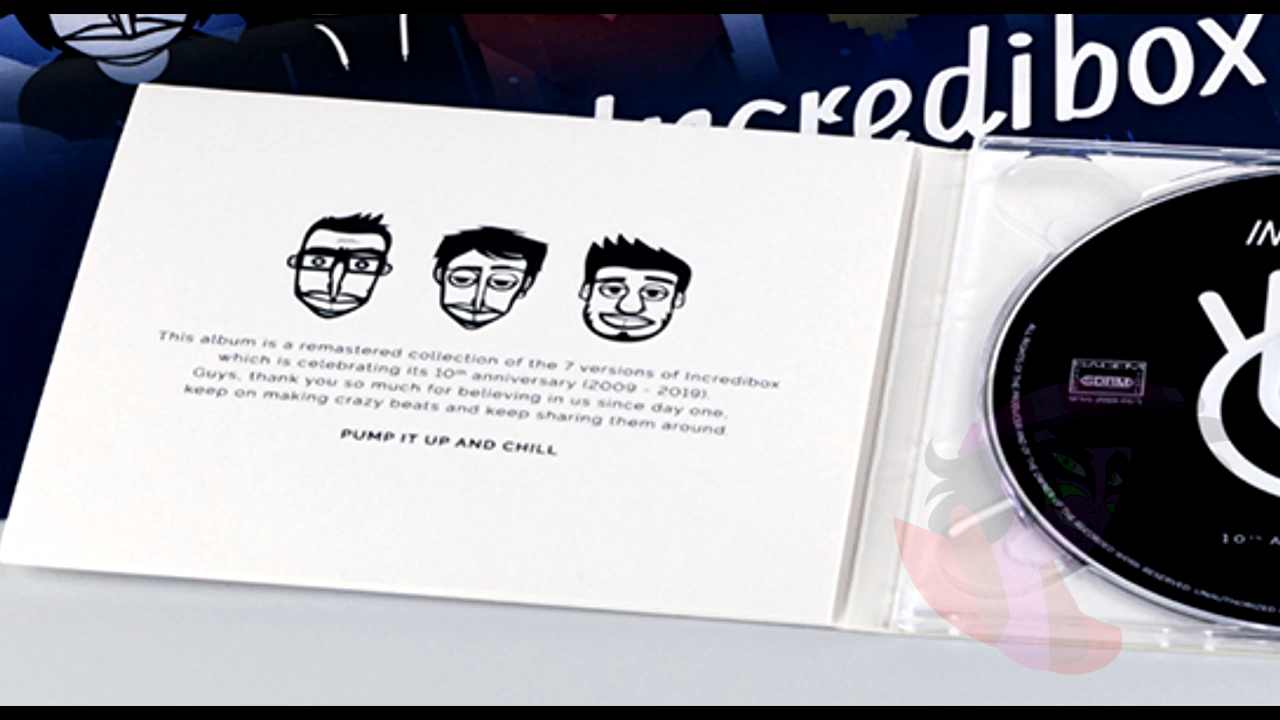 Incredibox
This album is a remastered collection of the 7 versions of Incredibox
which is celebrating its 10ᵗʰ anniversary (2009 - 2019).
Guys, thank you so much for believing in us since day one,
keep on making crazy beats and keep sharing them around.
PUMP IT UP AND CHILL
IN
10ᵗʰ A